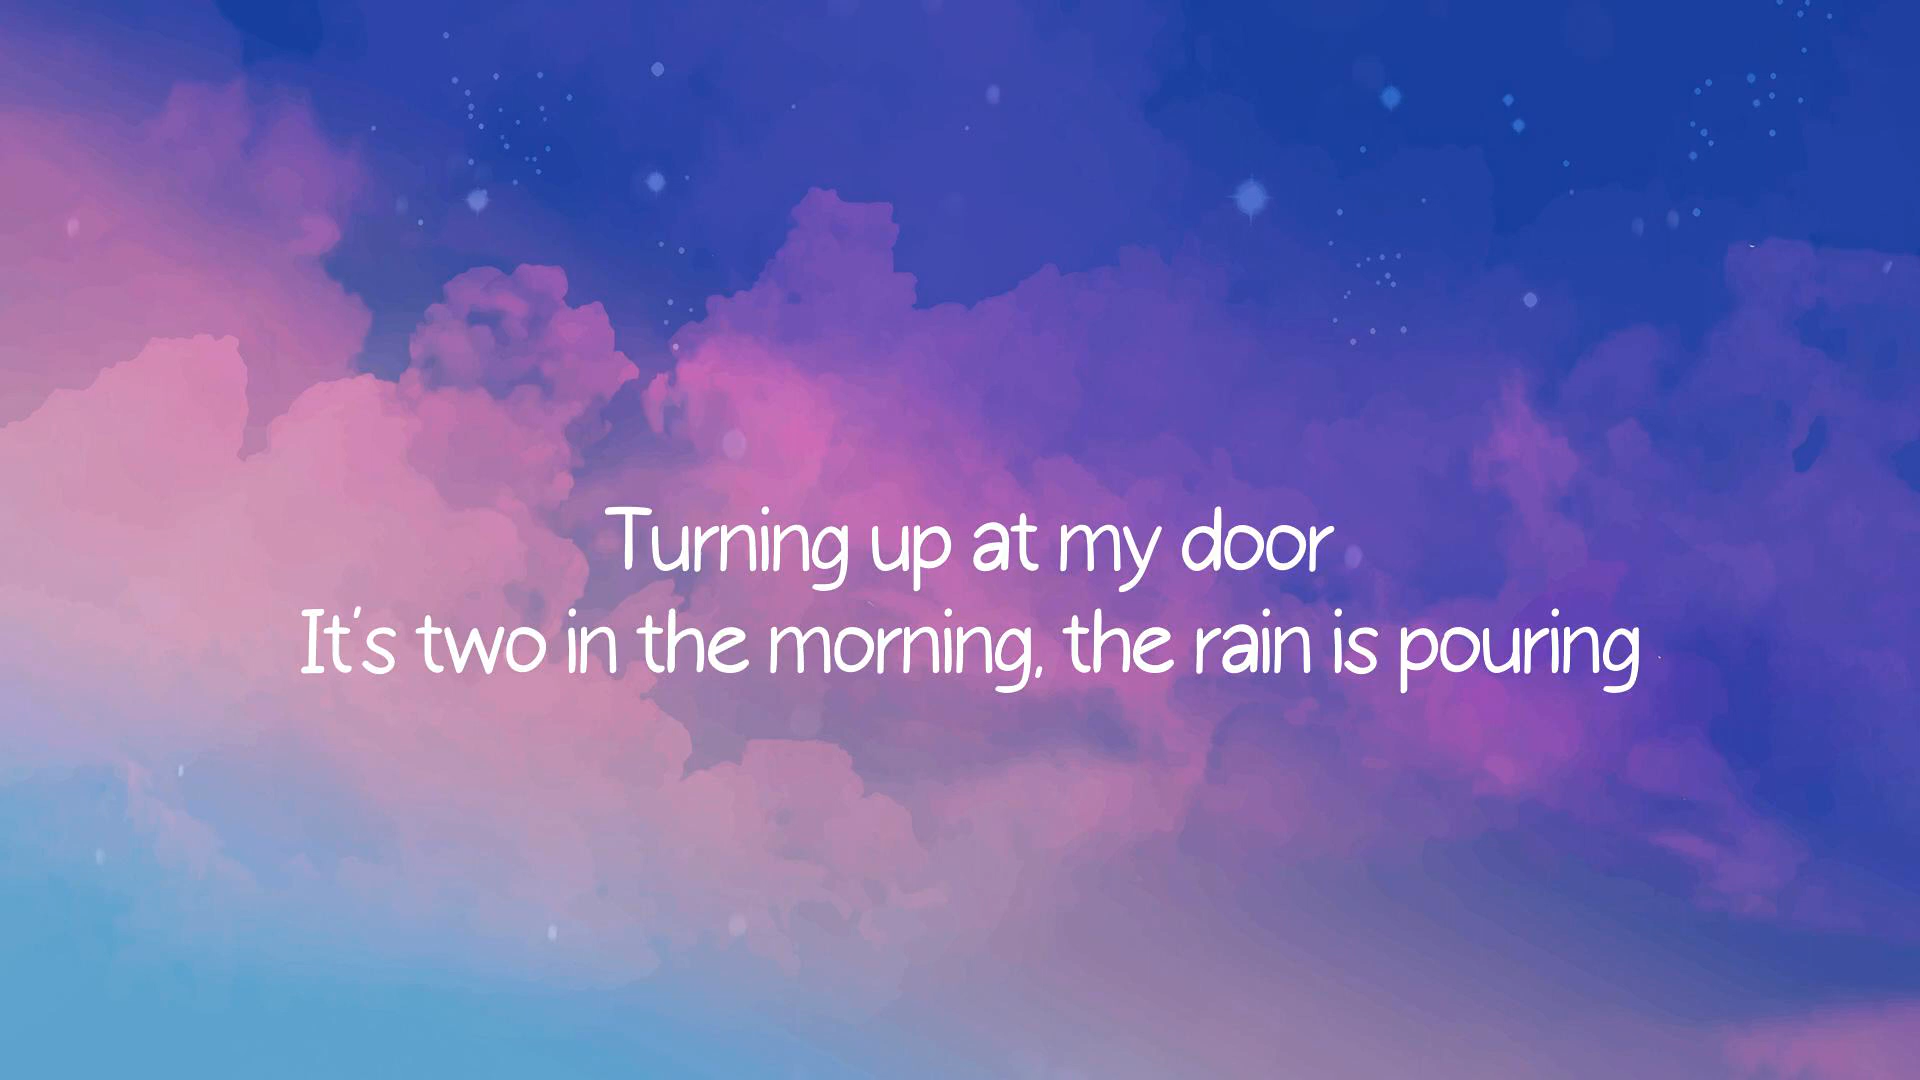 Turning up at my door
It's two in the morning, the rain is pouring